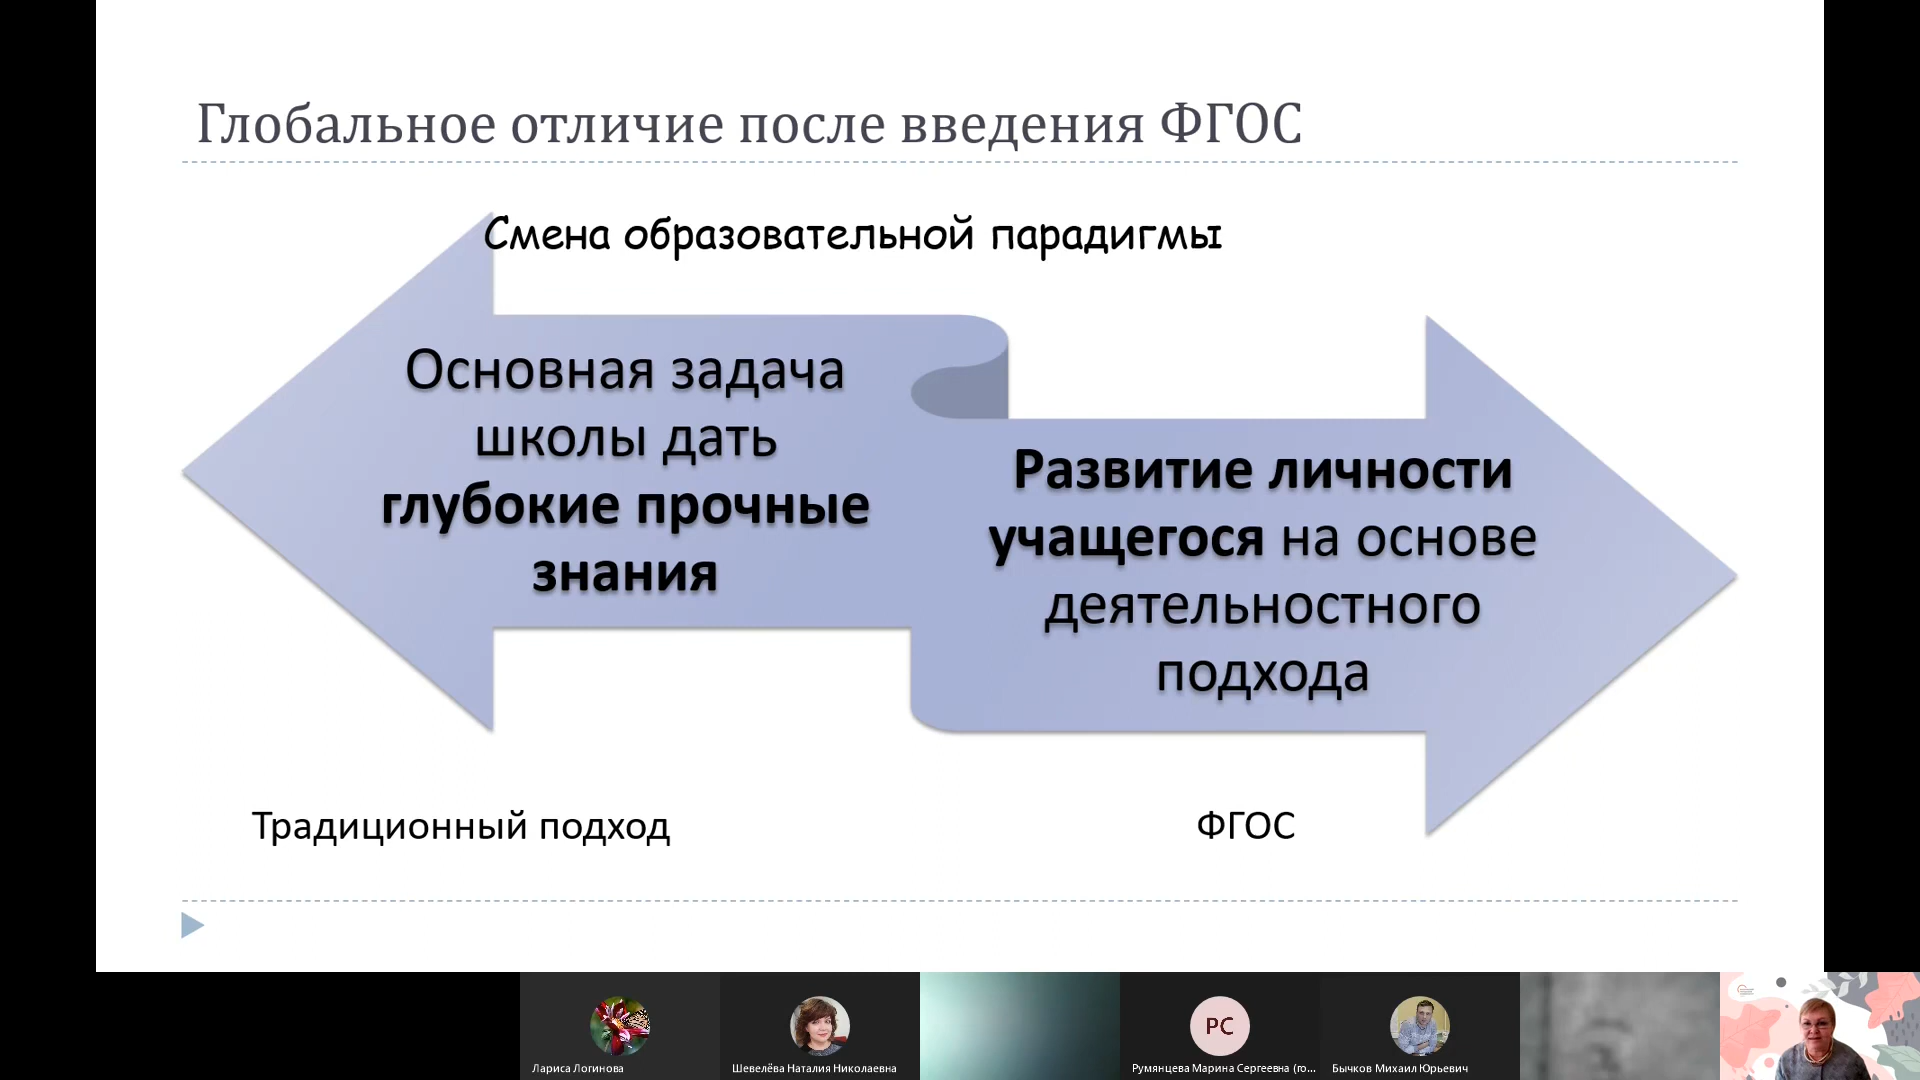 Глобальное отличие после введения ФГОС
Смена образовательной парадигмы
Основная задача
школы дать
глубокие прочные
знания
Развитие личности
учащегося на основе
деятельностного
подхода
Традиционный подход
ФГОС
РС
Лариса Логинова
Шевелёва Наталия Николаевна
Румянцева Марина Сергеевна (го...
Бычков Михаил Юрьевич